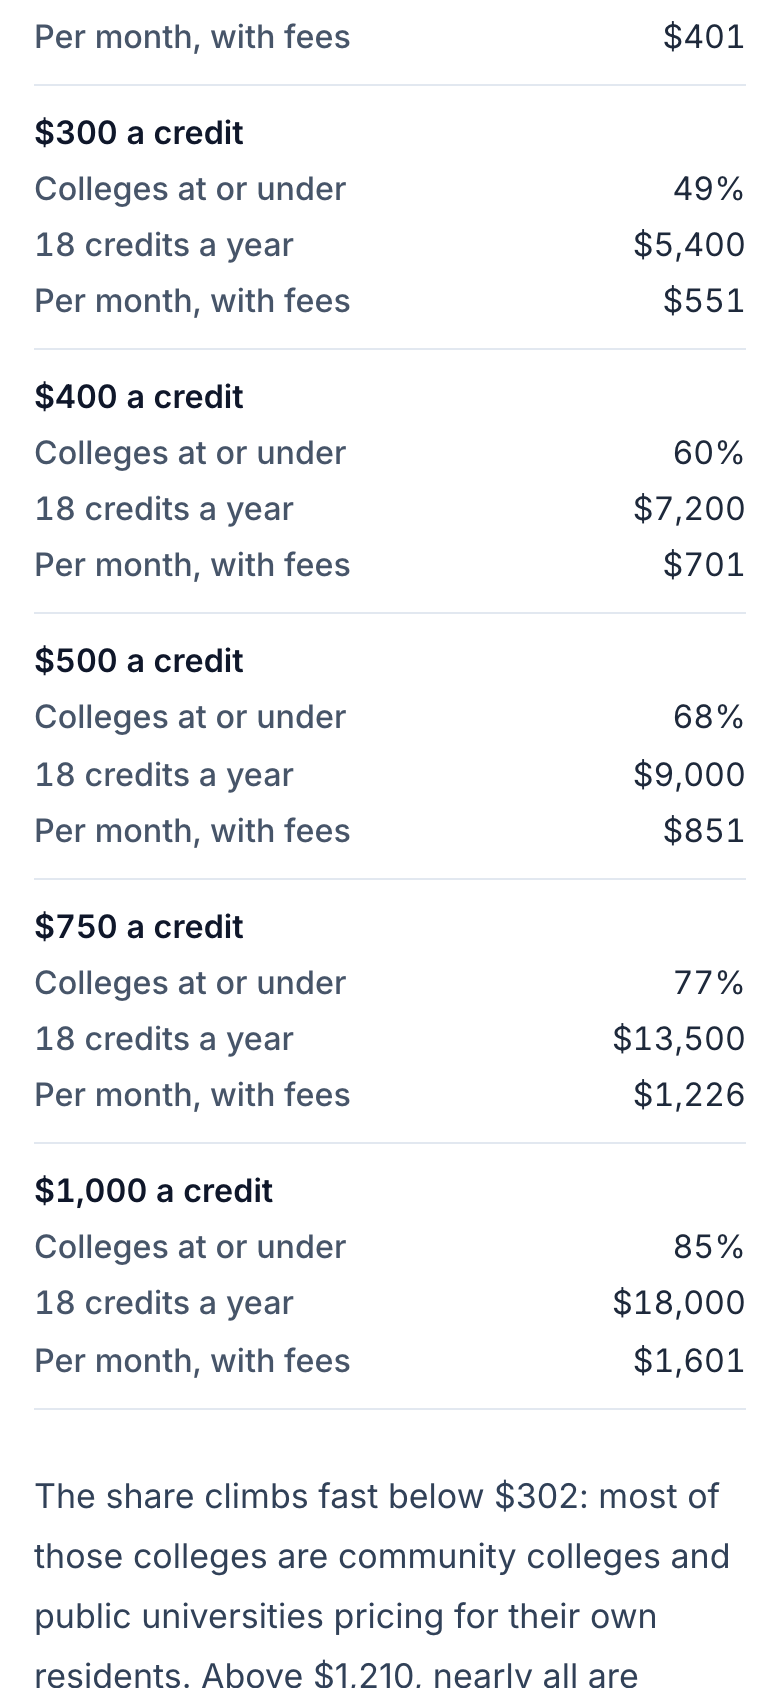 Per month, with fees $401
$300 a credit
Colleges at or under 49%
18 credits a year $5,400
Per month, with fees $551
$400 a credit
Colleges at or under 60%
18 credits a year $7,200
Per month, with fees $701
$500 a credit
Colleges at or under 68%
18 credits a year $9,000
Per month, with fees $851
$750 a credit
Colleges at or under 77%
18 credits a year $13,500
Per month, with fees $1,226
$1,000 a credit
Colleges at or under 85%
18 credits a year $18,000
Per month, with fees $1,601
The share climbs fast below $302: most of
those colleges are community colleges and
public universities pricing for their own
residents. Above $1,210, nearly all are